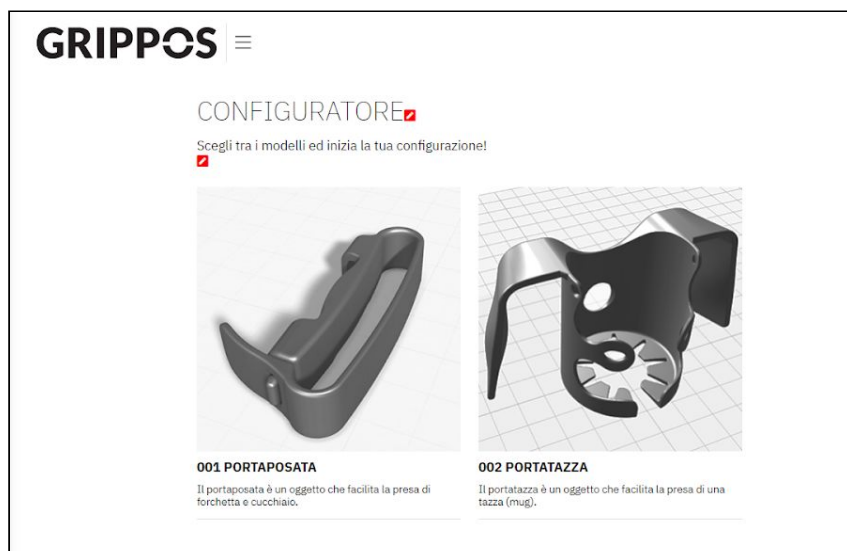 GRIPPOS
CONFIGURATORE
Scegli tra i modelli ed inizia la tua configurazione!
001 PORTAPOSATA
Il portaposata è un oggetto che facilita la presa di
forchetta e cucchiaio.
002 PORTATAZZA
Il portatazza è un oggetto che facilita la presa di una
tazza (mug).